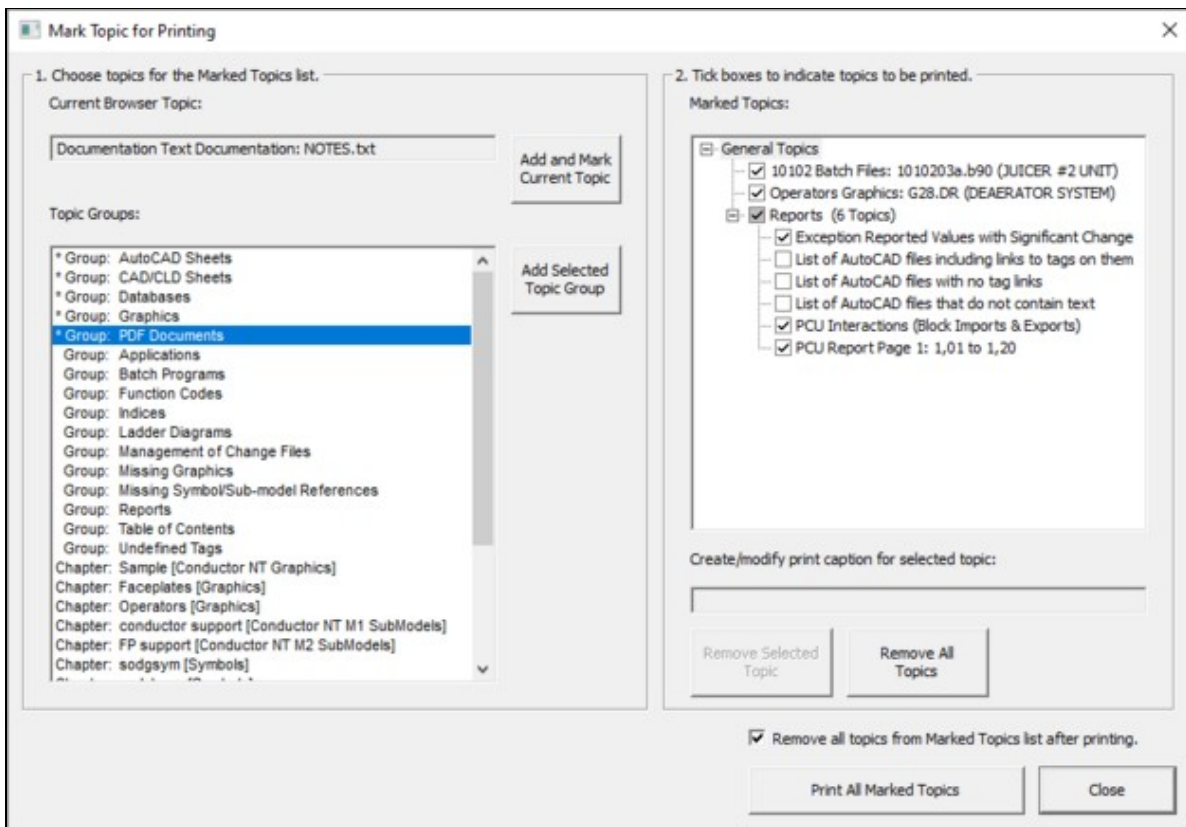 Mark Topic for Printing
1. Choose topics for the Marked Topics list.
Current Browser Topic:
Documentation Text Documentation: NOTES.txt
Add and Mark
Current Topic
Topic Groups:
* Group: AutoCAD Sheets
* Group: CAD/CLD Sheets
* Group: Databases
* Group: Graphics
* Group: PDF Documents
Group: Applications
Group: Batch Programs
Group: Function Codes
Group: Indices
Group: Ladder Diagrams
Group: Management of Change Files
Group: Missing Graphics
Group: Missing Symbol/Sub-model References
Group: Reports
Group: Table of Contents
Group: Undefined Tags
Chapter: Sample [Conductor NT Graphics]
Chapter: Faceplates [Graphics]
Chapter: Operators [Graphics]
Chapter: conductor support [Conductor NT M1 SubModels]
Chapter: FP support [Conductor NT M2 SubModels]
Chapter: sodgsym [Symbols]
Add Selected
Topic Group
2. Tick boxes to indicate topics to be printed.
Marked Topics:
General Topics
10102 Batch Files: 1010203a.b90 (JUICER #2 UNIT)
Operators Graphics: G28.DR (DEAERATOR SYSTEM)
Reports (6 Topics)
Exception Reported Values with Significant Change
List of AutoCAD files including links to tags on them
List of AutoCAD files with no tag links
List of AutoCAD files that do not contain text
PCU Interactions (Block Imports & Exports)
PCU Report Page 1: 1,01 to 1,20
Create/modify print caption for selected topic:
Remove Selected
Topic
Remove All
Topics
Remove all topics from Marked Topics list after printing.
Print All Marked Topics
Close